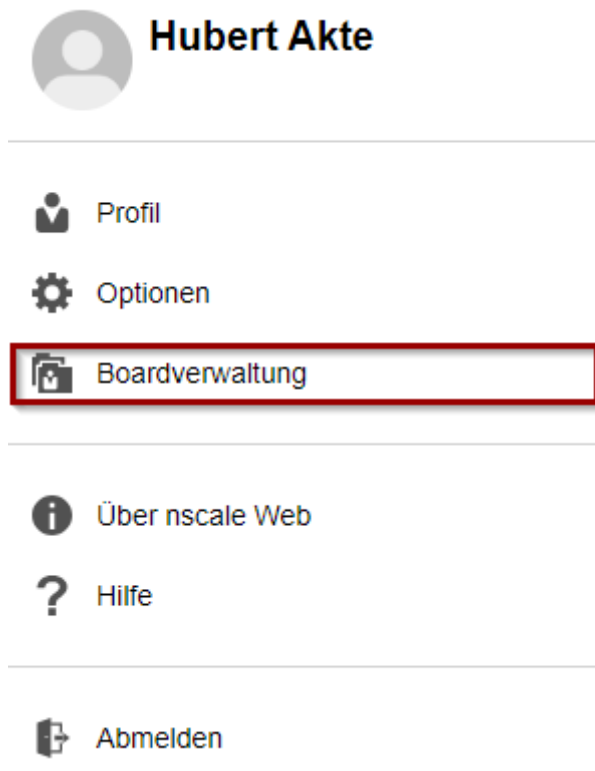 Hubert Akte
Profil
Optionen
Boardverwaltung
Über nscale Web
Hilfe
Abmelden